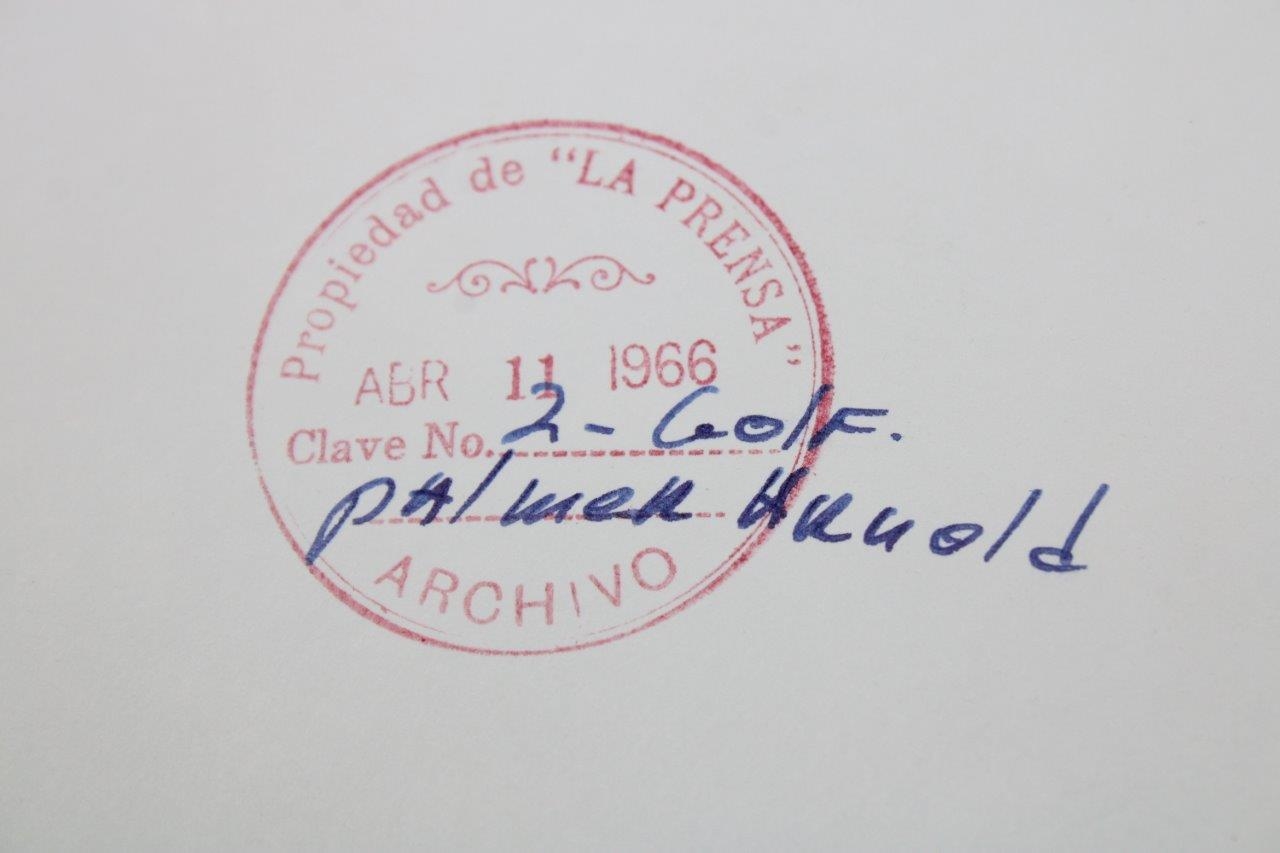 Propiedad de “LA PRENSA”
ABR 11 1966
Clave No. 2-Golf.
PAlmeR ARnold
ARCHIVO